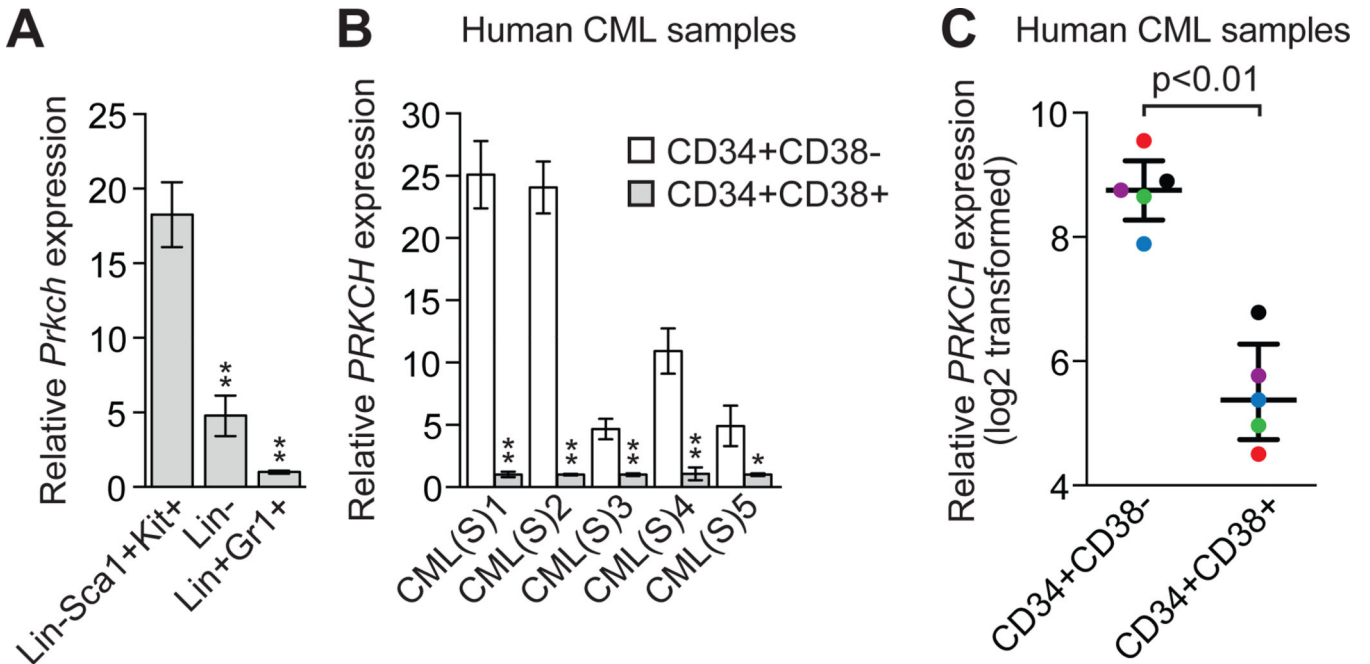 A
Relative Prkch expression
25
20
15
10
5
0
**
**
Lin-Sca1+Kit+
Lin-
Lin+Gr1+
B
Human CML samples
Relative PRKCH expression
30
25
20
15
10
5
0
CD34+CD38-
CD34+CD38+
**
**
**
**
*
CML(S)1
CML(S)2
CML(S)3
CML(S)4
CML(S)5
C
Human CML samples
p<0.01
Relative PRKCH expression
(log2 transformed)
10
8
6
4
CD34+CD38-
CD34+CD38+